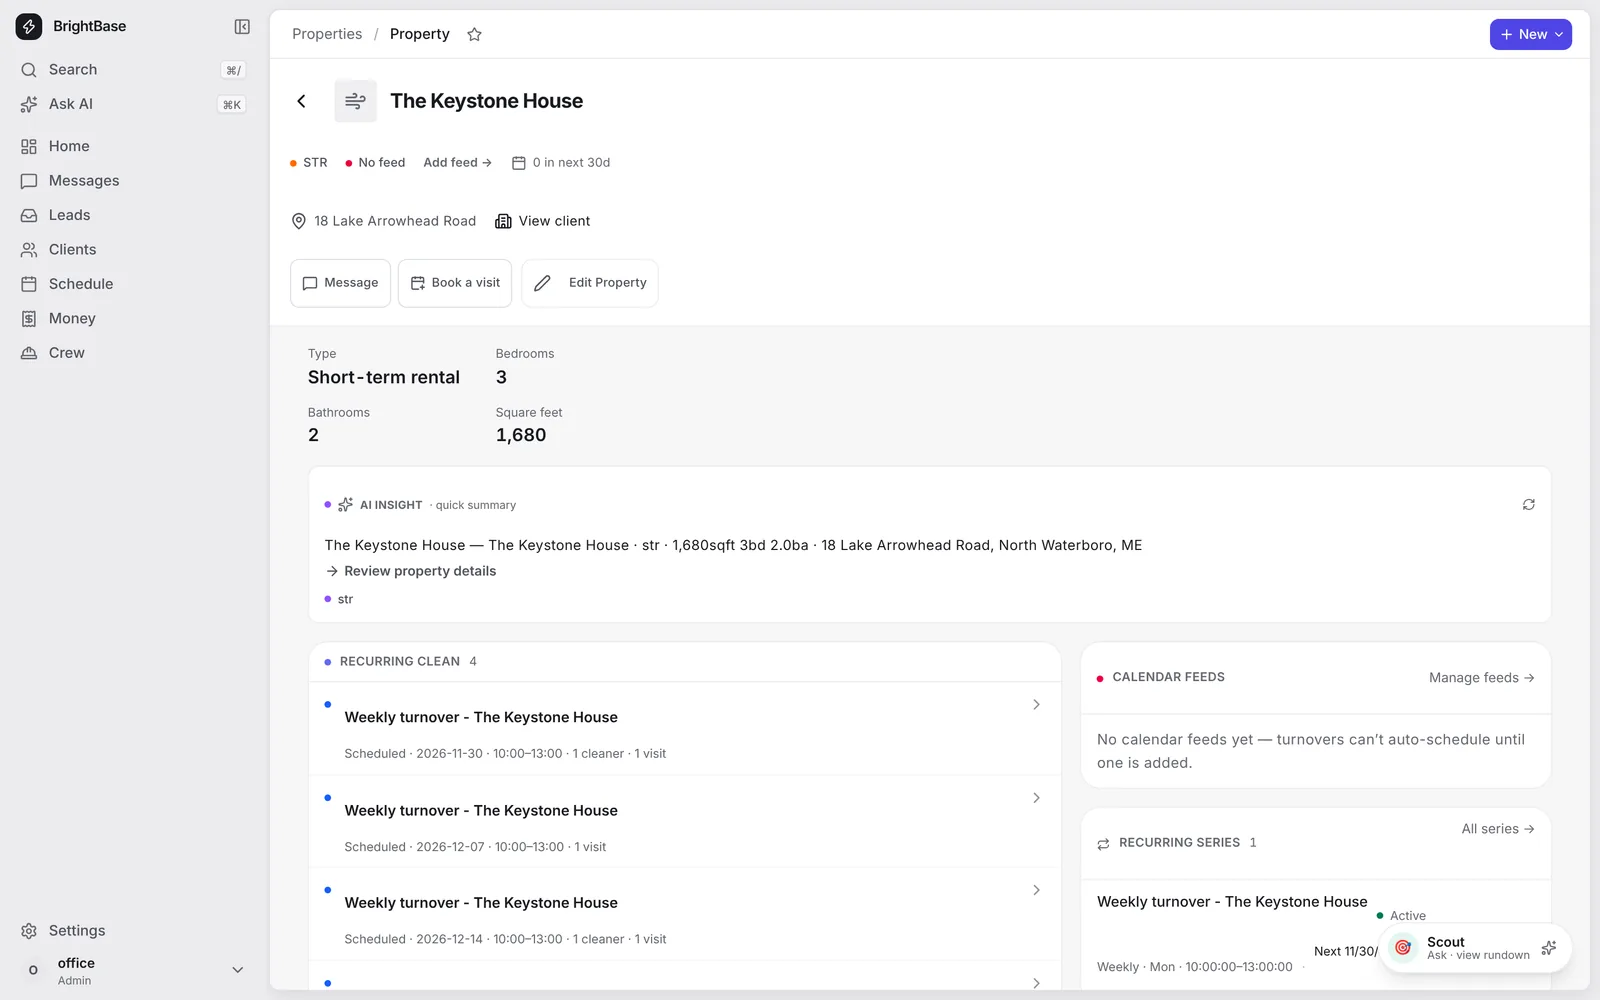 BrightBase
Search ⌘/
Ask AI ⌘K
Home
Messages
Leads
Clients
Schedule
Money
Crew
Settings
O office
Admin
Properties / Property
+ New
The Keystone House
STR No feed Add feed → 0 in next 30d
18 Lake Arrowhead Road View client
Message Book a visit Edit Property
Type Bedrooms
Short-term rental 3
Bathrooms Square feet
2 1,680
AI INSIGHT · quick summary
The Keystone House — The Keystone House · str · 1,680sqft 3bd 2.0ba · 18 Lake Arrowhead Road, North Waterboro, ME
→ Review property details
str
RECURRING CLEAN 4
Weekly turnover - The Keystone House
Scheduled · 2026-11-30 · 10:00–13:00 · 1 cleaner · 1 visit
Weekly turnover - The Keystone House
Scheduled · 2026-12-07 · 10:00–13:00 · 1 visit
Weekly turnover - The Keystone House
Scheduled · 2026-12-14 · 10:00–13:00 · 1 cleaner · 1 visit
CALENDAR FEEDS Manage feeds →
No calendar feeds yet — turnovers can't auto-schedule until
one is added.
All series →
RECURRING SERIES 1
Weekly turnover - The Keystone House
Active
Next 11/30/
Weekly · Mon · 10:00:00–13:00:00 ·
Scout
Ask · view rundown